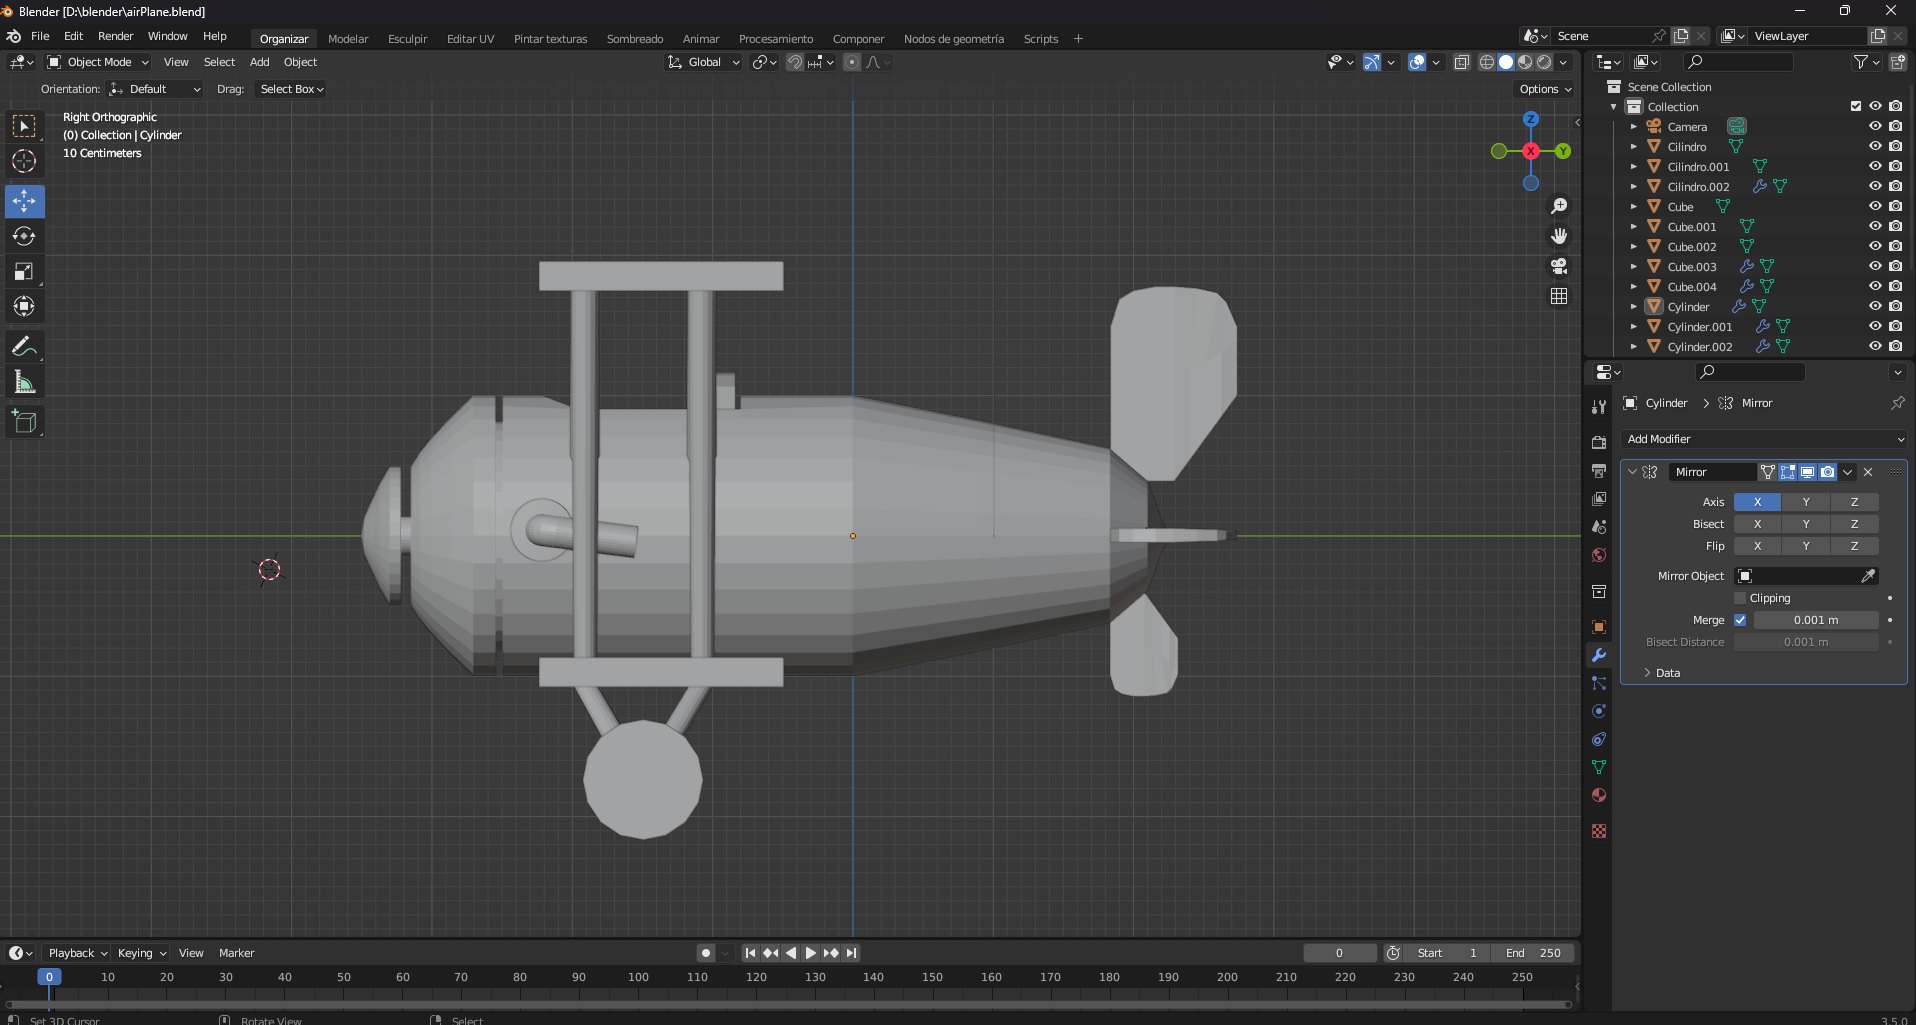 Blender [D:\blender\airPlane.blend]
File Edit Render Window Help Organizar Modelar Esculpir Editar UV Pintar texturas Sombreado Animar Procesamiento Componer Nodos de geometría Scripts + Scene ViewLayer
Object Mode View Select Add Object Global
Orientation: Default Drag: Select Box Options
Right Orthographic
(0) Collection | Cylinder
10 Centimeters
Z
X
Y
Scene Collection
Collection
Camera
Cilindro
Cilindro.001
Cilindro.002
Cube
Cube.001
Cube.002
Cube.003
Cube.004
Cylinder
Cylinder.001
Cylinder.002
Cylinder > Mirror
Add Modifier
Mirror
Axis X Y Z
Bisect X Y Z
Flip X Y Z
Mirror Object
Clipping
Merge 0.001 m
Bisect Distance 0.001 m
Data
Playback Keying View Marker 0 Start 1 End 250
0 10 20 30 40 50 60 70 80 90 100 110 120 130 140 150 160 170 180 190 200 210 220 230 240 250
Set 3D Cursor Rotate View Select 3.5.0